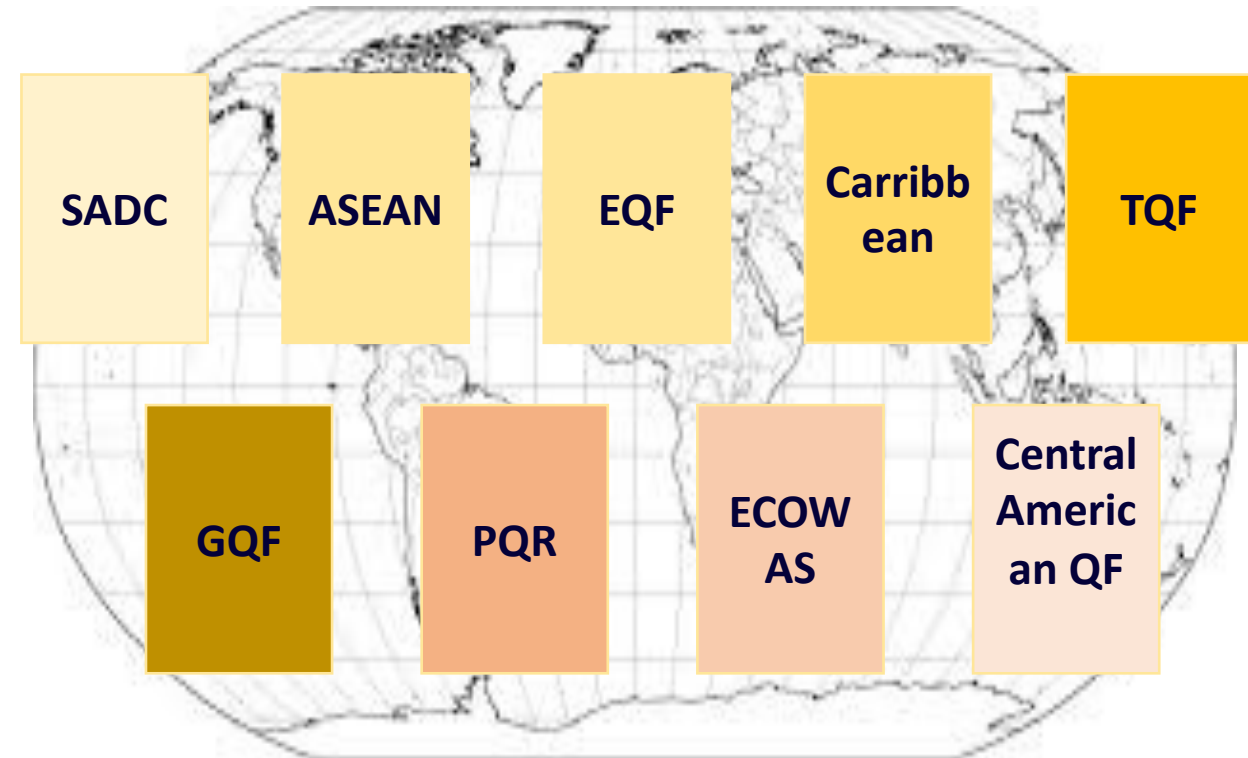 SADC
ASEAN
EQF
Carribb
ean
TQF
GQF
PQR
ECOW
AS
Central
Americ
an QF